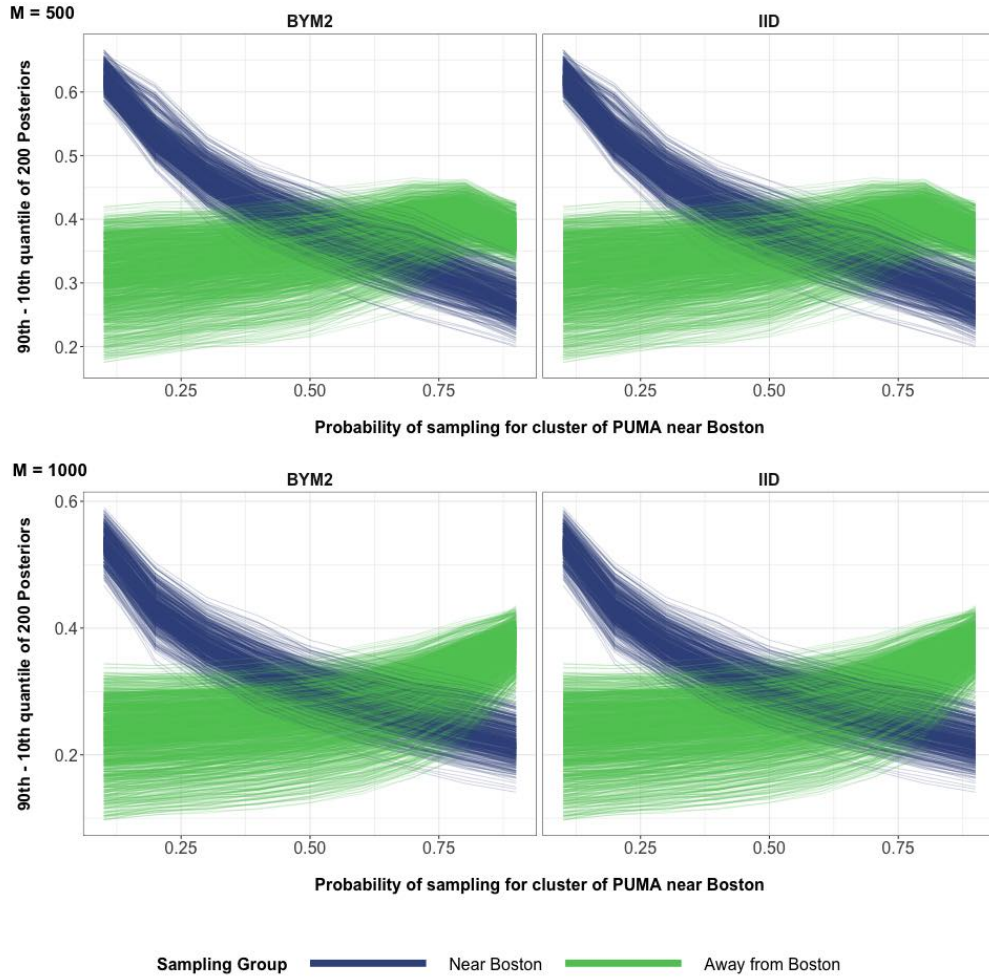 M = 500
BYM2
IID
90th - 10th quantile of 200 Posteriors
0.6
0.5
0.4
0.3
0.2
0.25
0.50
0.75
0.25
0.50
0.75
Probability of sampling for cluster of PUMA near Boston
M = 1000
BYM2
IID
90th - 10th quantile of 200 Posteriors
0.6
0.4
0.2
0.25
0.50
0.75
0.25
0.50
0.75
Probability of sampling for cluster of PUMA near Boston
Sampling Group
Near Boston
Away from Boston